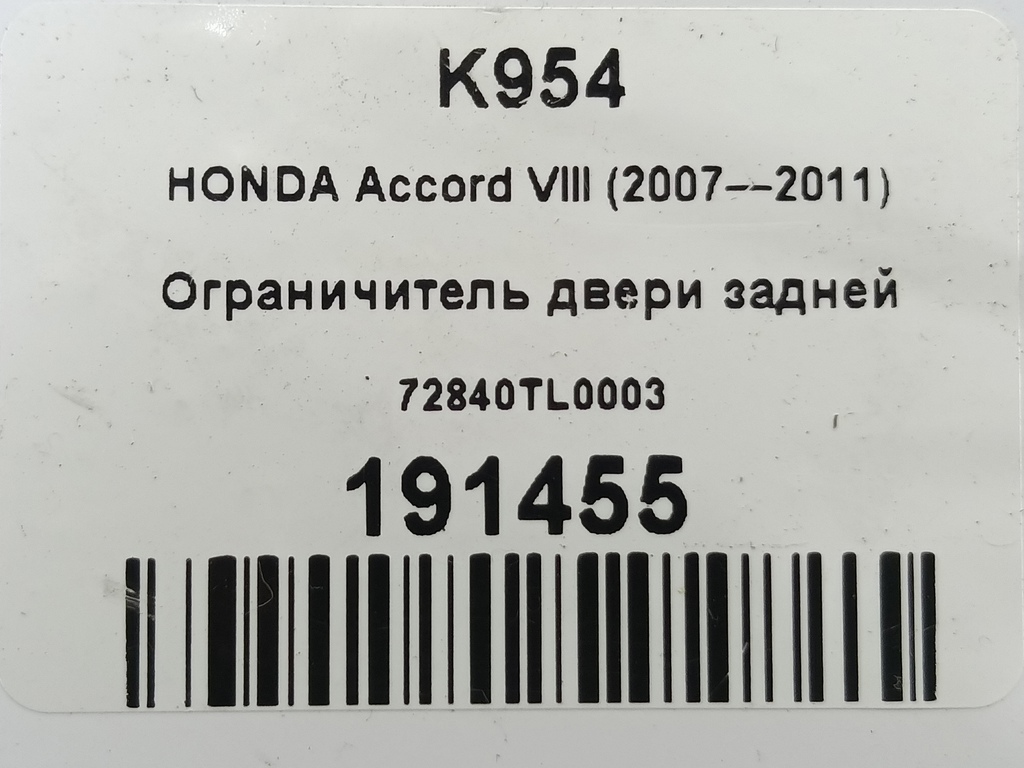 K954
HONDA Accord VIII (2007--2011)
Ограничитель двери задней
72840TL0003
191455